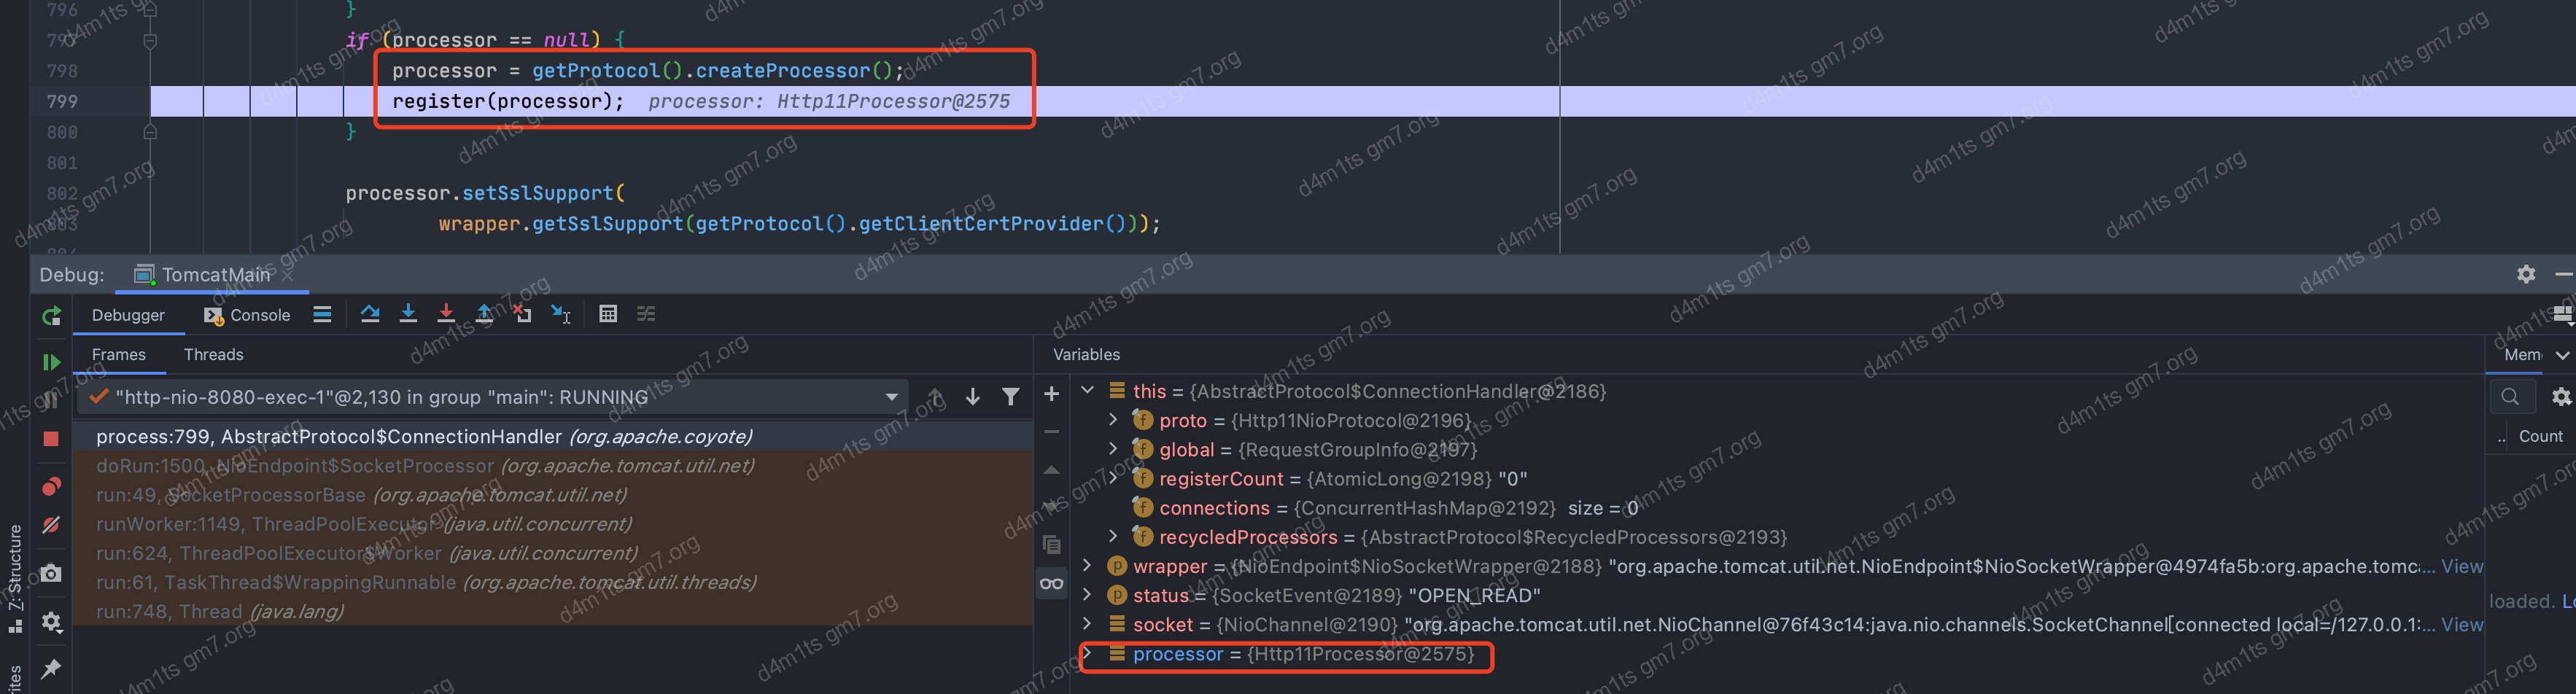 796 }
797 if (processor == null) {
798 processor = getProtocol().createProcessor();
799 register(processor); processor: Http11Processor@2575
800 }
801
802 processor.setSslSupport(
803 wrapper.getSslSupport(getProtocol().getClientCertProvider()));
Debug: TomcatMain
Debugger Console
Frames Threads
"http-nio-8080-exec-1"@2,130 in group "main": RUNNING
process:799, AbstractProtocol$ConnectionHandler (org.apache.coyote)
doRun:1500, NioEndpoint$SocketProcessor (org.apache.tomcat.util.net)
run:49, SocketProcessorBase (org.apache.tomcat.util.net)
runWorker:1149, ThreadPoolExecutor (java.util.concurrent)
run:624, ThreadPoolExecutor$Worker (java.util.concurrent)
run:61, TaskThread$WrappingRunnable (org.apache.tomcat.util.threads)
run:748, Thread (java.lang)
Variables
this = {AbstractProtocol$ConnectionHandler@2186}
proto = {Http11NioProtocol@2196}
global = {RequestGroupInfo@2197}
registerCount = {AtomicLong@2198} "0"
connections = {ConcurrentHashMap@2192} size = 0
recycledProcessors = {AbstractProtocol$RecycledProcessors@2193}
wrapper = {NioEndpoint$NioSocketWrapper@2188} "org.apache.tomcat.util.net.NioEndpoint$NioSocketWrapper@4974fa5b:org.apache.tomc... View
status = {SocketEvent@2189} "OPEN_READ"
socket = {NioChannel@2190} "org.apache.tomcat.util.net.NioChannel@76f43c14:java.nio.channels.SocketChannel[connected local=/127.0.0.1:... View
processor = {Http11Processor@2575}
Mem
.. Count
loaded. Lo
Z: Structure
rites
d4m1ts gm7.org